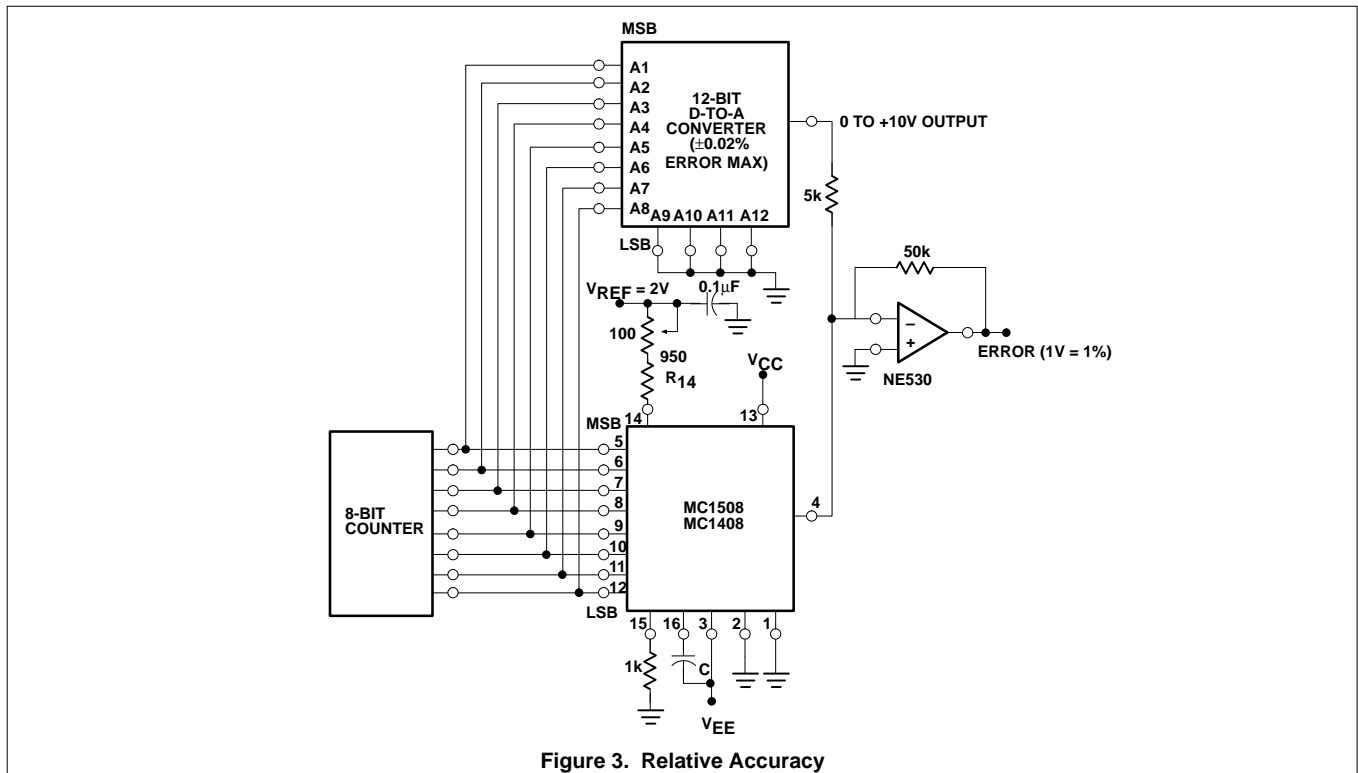 MSB
A1
A2
A3
A4
A5
A6
A7
A8
12-BIT
D-TO-A
CONVERTER
(±0.02%
ERROR MAX)
A9 A10 A11 A12
LSB
0 TO +10V OUTPUT
5k
50k
VREF = 2V
0.1µF
100
950
R14
VCC
–
+
NE530
ERROR (1V = 1%)
14
13
MSB
8-BIT
COUNTER
5
6
7
8
9
10
11
12
LSB
MC1508
MC1408
4
15 16 3 2 1
1k
C
VEE
Figure 3. Relative Accuracy